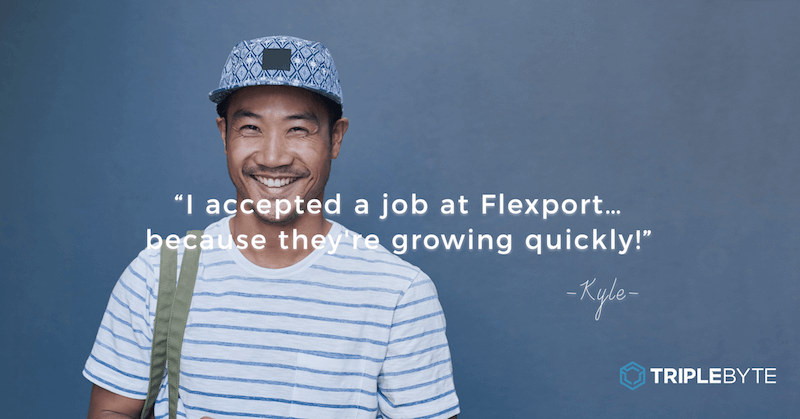 “I accepted a job at Flexport…
because they're growing quickly!”
-Kyle-
TRIPLEBYTE